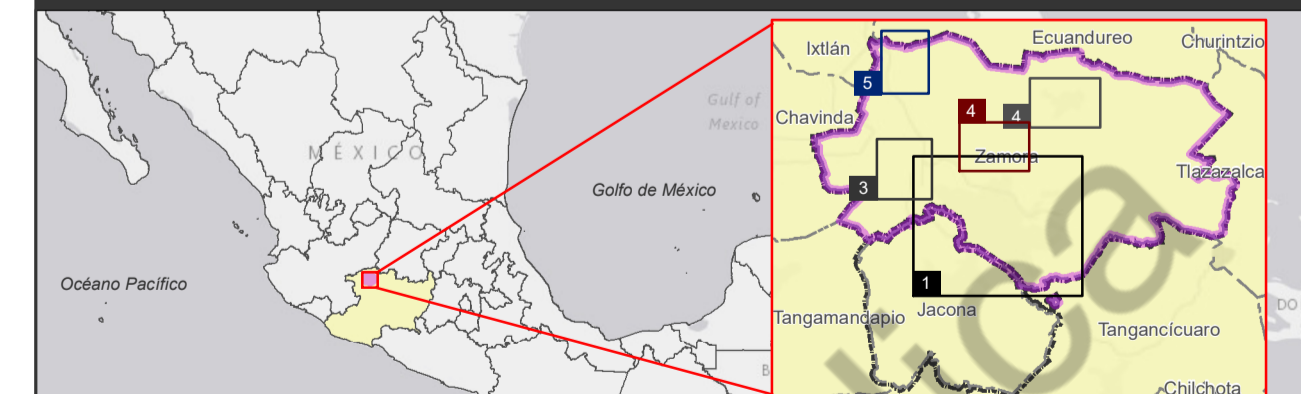 Gulf of
Mexico
MÉXICO
Golfo de México
Océano Pacífico
Ixtlán
Ecuandureo
Churintzio
5
Chavinda
4
4
Zamora
Tlazazalca
3
1
Jacona
Tangamandapio
Tangancícuaro
Chilchota
DO
B